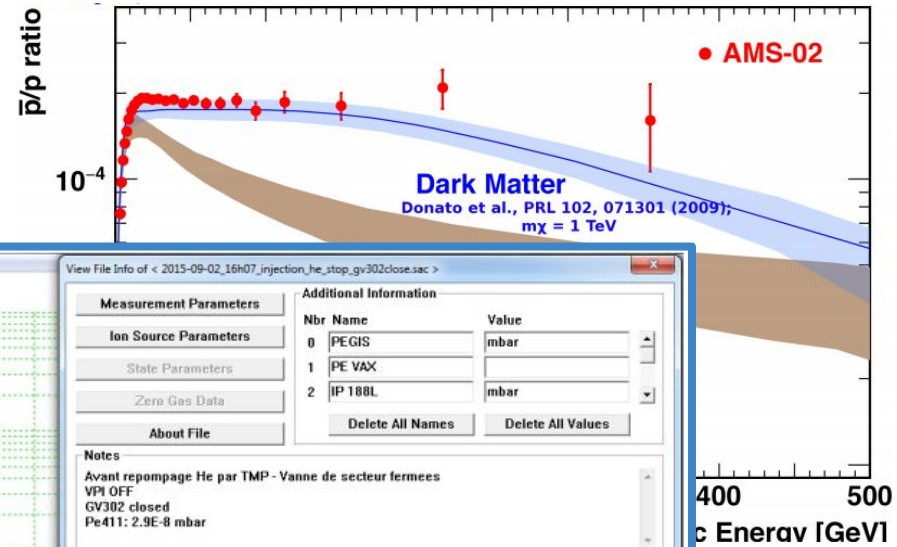 p̅/p ratio
AMS-02
10⁻⁴
Dark Matter
Donato et al., PRL 102, 071301 (2009);
mχ = 1 TeV
View File Info of < 2015-09-02_16h07_injection_he_stop_gv302close.sac >
Measurement Parameters
Ion Source Parameters
State Parameters
Zero Gas Data
About File
Additional Information
Nbr Name Value
0 PEGIS mbar
1 PE VAX
2 IP 188L mbar
Delete All Names Delete All Values
Notes
Avant repompage He par TMP - Vanne de secteur fermees
VPI OFF
GV302 closed
Pe411: 2.9E-8 mbar
400 500
c Energy [GeV]